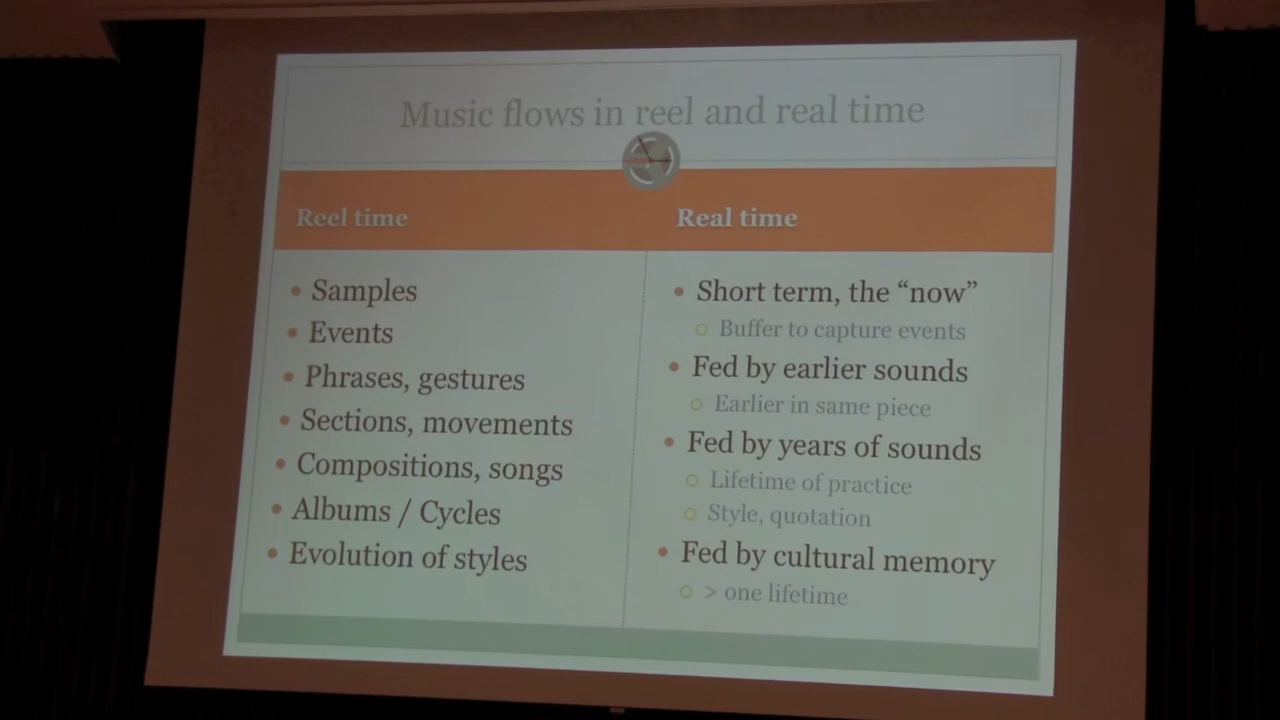 Music flows in reel and real time
Reel time
• Samples
• Events
• Phrases, gestures
• Sections, movements
• Compositions, songs
• Albums / Cycles
• Evolution of styles
Real time
• Short term, the “now”
○ Buffer to capture events
• Fed by earlier sounds
○ Earlier in same piece
• Fed by years of sounds
○ Lifetime of practice
○ Style, quotation
• Fed by cultural memory
○ > one lifetime